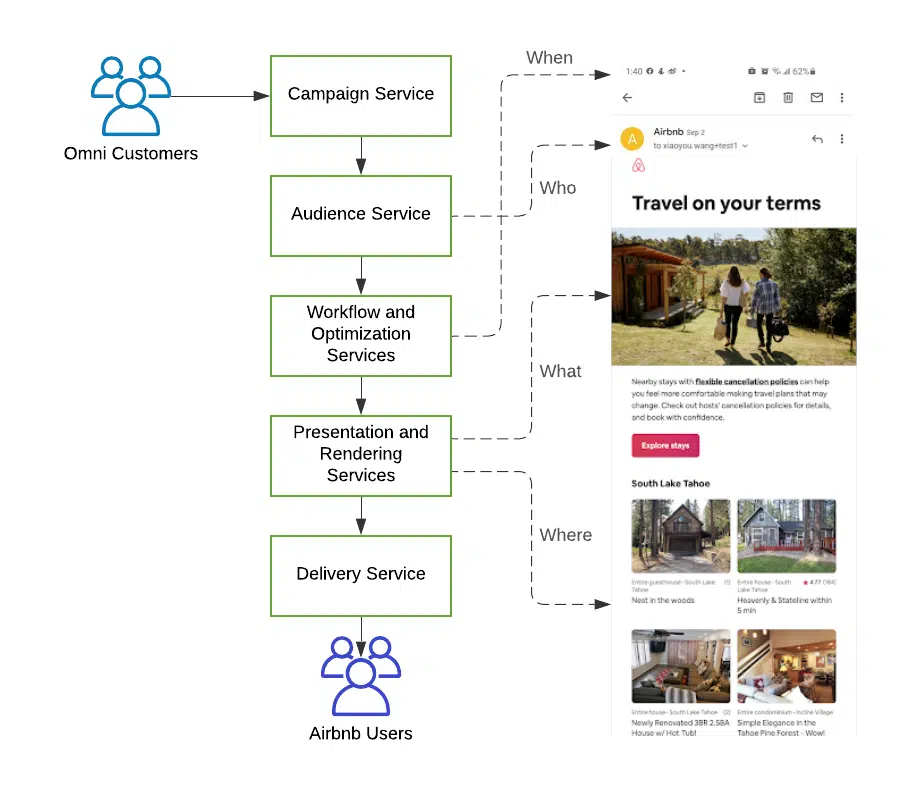 When
Campaign Service
Omni Customers
Audience Service
Who
Workflow and
Optimization
Services
What
Presentation and
Rendering
Services
Where
Delivery Service
Airbnb Users
1:40
62%
A
Airbnb Sep 2
to xiaoyou.wang+test1
Travel on your terms
Nearby stays with flexible cancellation policies can help
you feel more comfortable making travel plans that may
change. Check out hosts' cancellation policies for details,
and book with confidence.
Explore stays
South Lake Tahoe
Entire guesthouse · South Lake
Tahoe
Nest in the woods
Entire house · South
Lake Tahoe
4.77 (184)
Heavenly & Stateline within
5 min
Entire house · South Lake Tahoe (2)
Newly Renovated 3BR 2.5BA
House w/ Hot Tub!
Entire condominium · Incline Village
Simple Elegance in the
Tahoe Pine Forest - Wow!